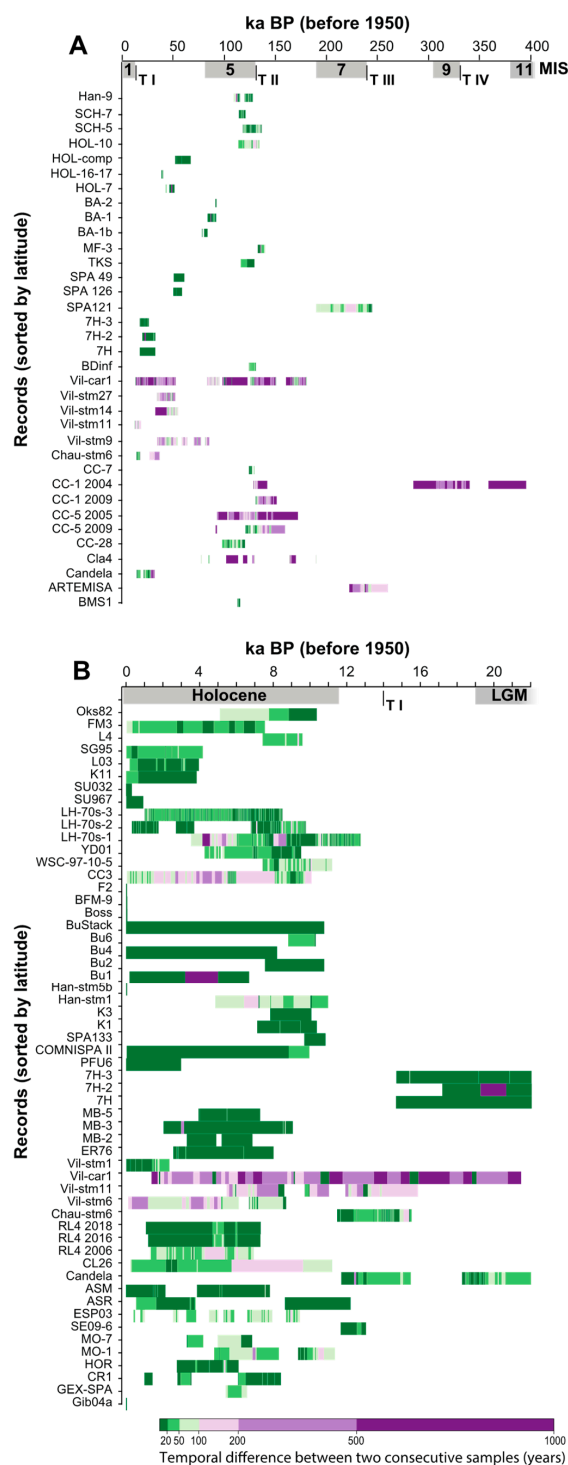 ka BP (before 1950)
A
0 50 100 150 200 250 300 350 400
1 5 7 9 11 MIS
T I T II T III T IV
Records (sorted by latitude)
Han-9
SCH-7
SCH-5
HOL-10
HOL-comp
HOL-16-17
HOL-7
BA-2
BA-1
BA-1b
MF-3
TKS
SPA 49
SPA 126
SPA121
7H-3
7H-2
7H
BDinf
Vil-car1
Vil-stm27
Vil-stm14
Vil-stm11
Vil-stm9
Chau-stm6
CC-7
CC-1 2004
CC-1 2009
CC-5 2005
CC-5 2009
CC-28
Cla4
Candela
ARTEMISA
BMS1
ka BP (before 1950)
B
0 4 8 12 16 20
Holocene T I LGM
Records (sorted by latitude)
Oks82
FM3
L4
SG95
L03
K11
SU032
SU967
LH-70s-3
LH-70s-2
LH-70s-1
YD01
WSC-97-10-5
CC3
F2
BFM-9
Boss
BuStack
Bu6
Bu4
Bu2
Bu1
Han-stm5b
Han-stm1
K3
K1
SPA133
COMNISPA II
PFU6
7H-3
7H-2
7H
MB-5
MB-3
MB-2
ER76
Vil-stm1
Vil-car1
Vil-stm11
Vil-stm6
Chau-stm6
RL4 2018
RL4 2016
RL4 2006
CL26
Candela
ASM
ASR
ESP03
SE09-6
MO-7
MO-1
HOR
CR1
GEX-SPA
Gib04a
20 50 100 200 500 1000
Temporal difference between two consecutive samples (years)